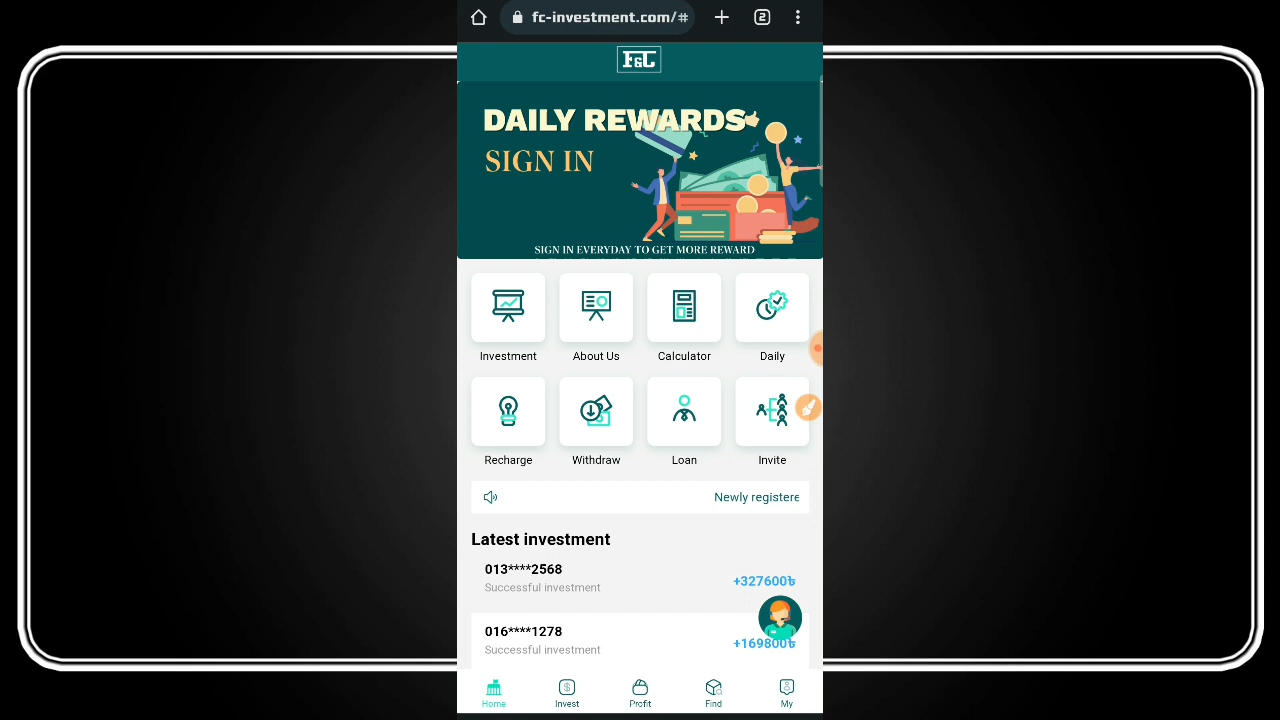 fc-investment.com/#
2
F&C
DAILY REWARDS
SIGN IN
SIGN IN EVERYDAY TO GET MORE REWARD
Investment
About Us
Calculator
Daily
Recharge
Withdraw
Loan
Invite
Newly registere
Latest investment
013****2568
Successful investment
+327600৳
016****1278
Successful investment
+169800৳
Home
Invest
Profit
Find
My